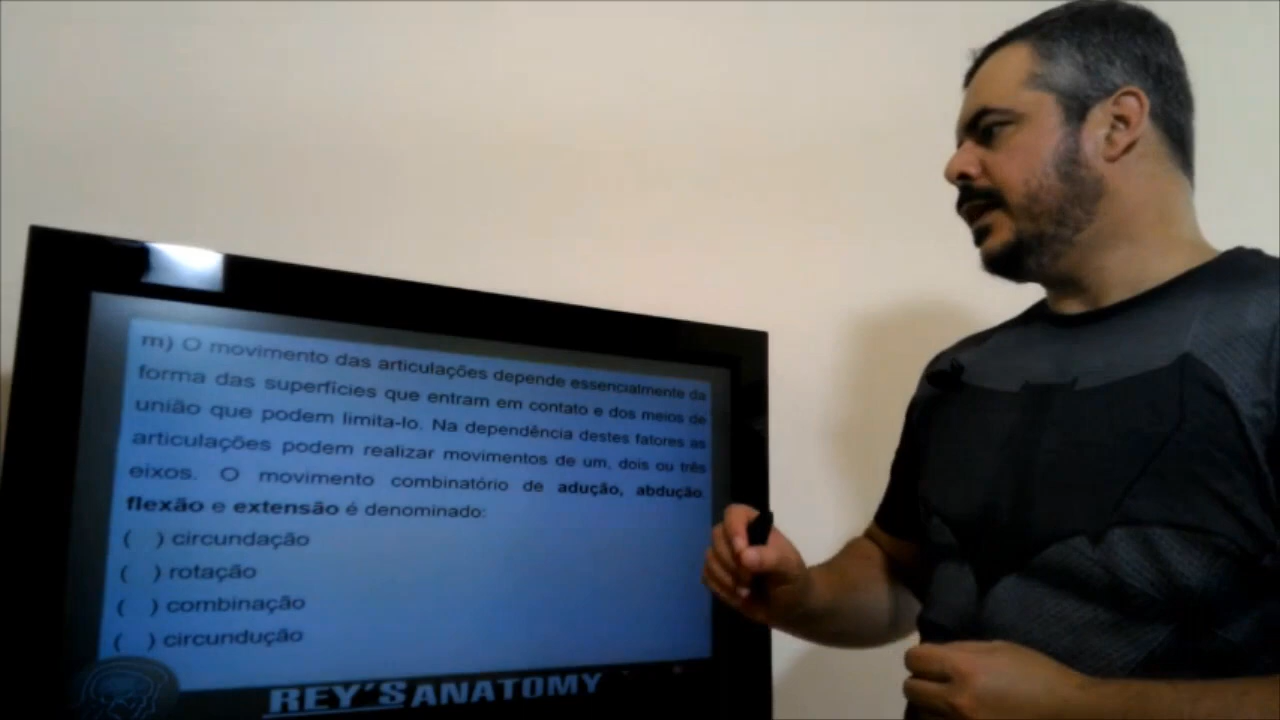 m) O movimento das articulações depende essencialmente da
forma das superfícies que entram em contato e dos meios de
união que podem limita-lo. Na dependência destes fatores as
articulações podem realizar movimentos de um, dois ou três
eixos. O movimento combinatório de adução, abdução,
flexão e extensão é denominado:
( ) circundação
( ) rotação
( ) combinação
( ) circundução
REY'S ANATOMY